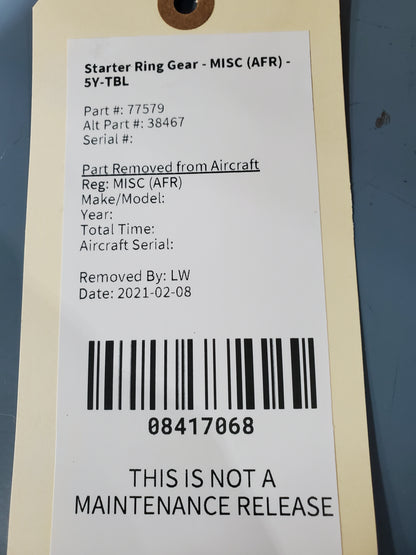 Starter Ring Gear - MISC (AFR) -
5Y-TBL
Part #: 77579
Alt Part #: 38467
Serial #:
Part Removed from Aircraft
Reg: MISC (AFR)
Make/Model:
Year:
Total Time:
Aircraft Serial:
Removed By: LW
Date: 2021-02-08
08417068
THIS IS NOT A
MAINTENANCE RELEASE